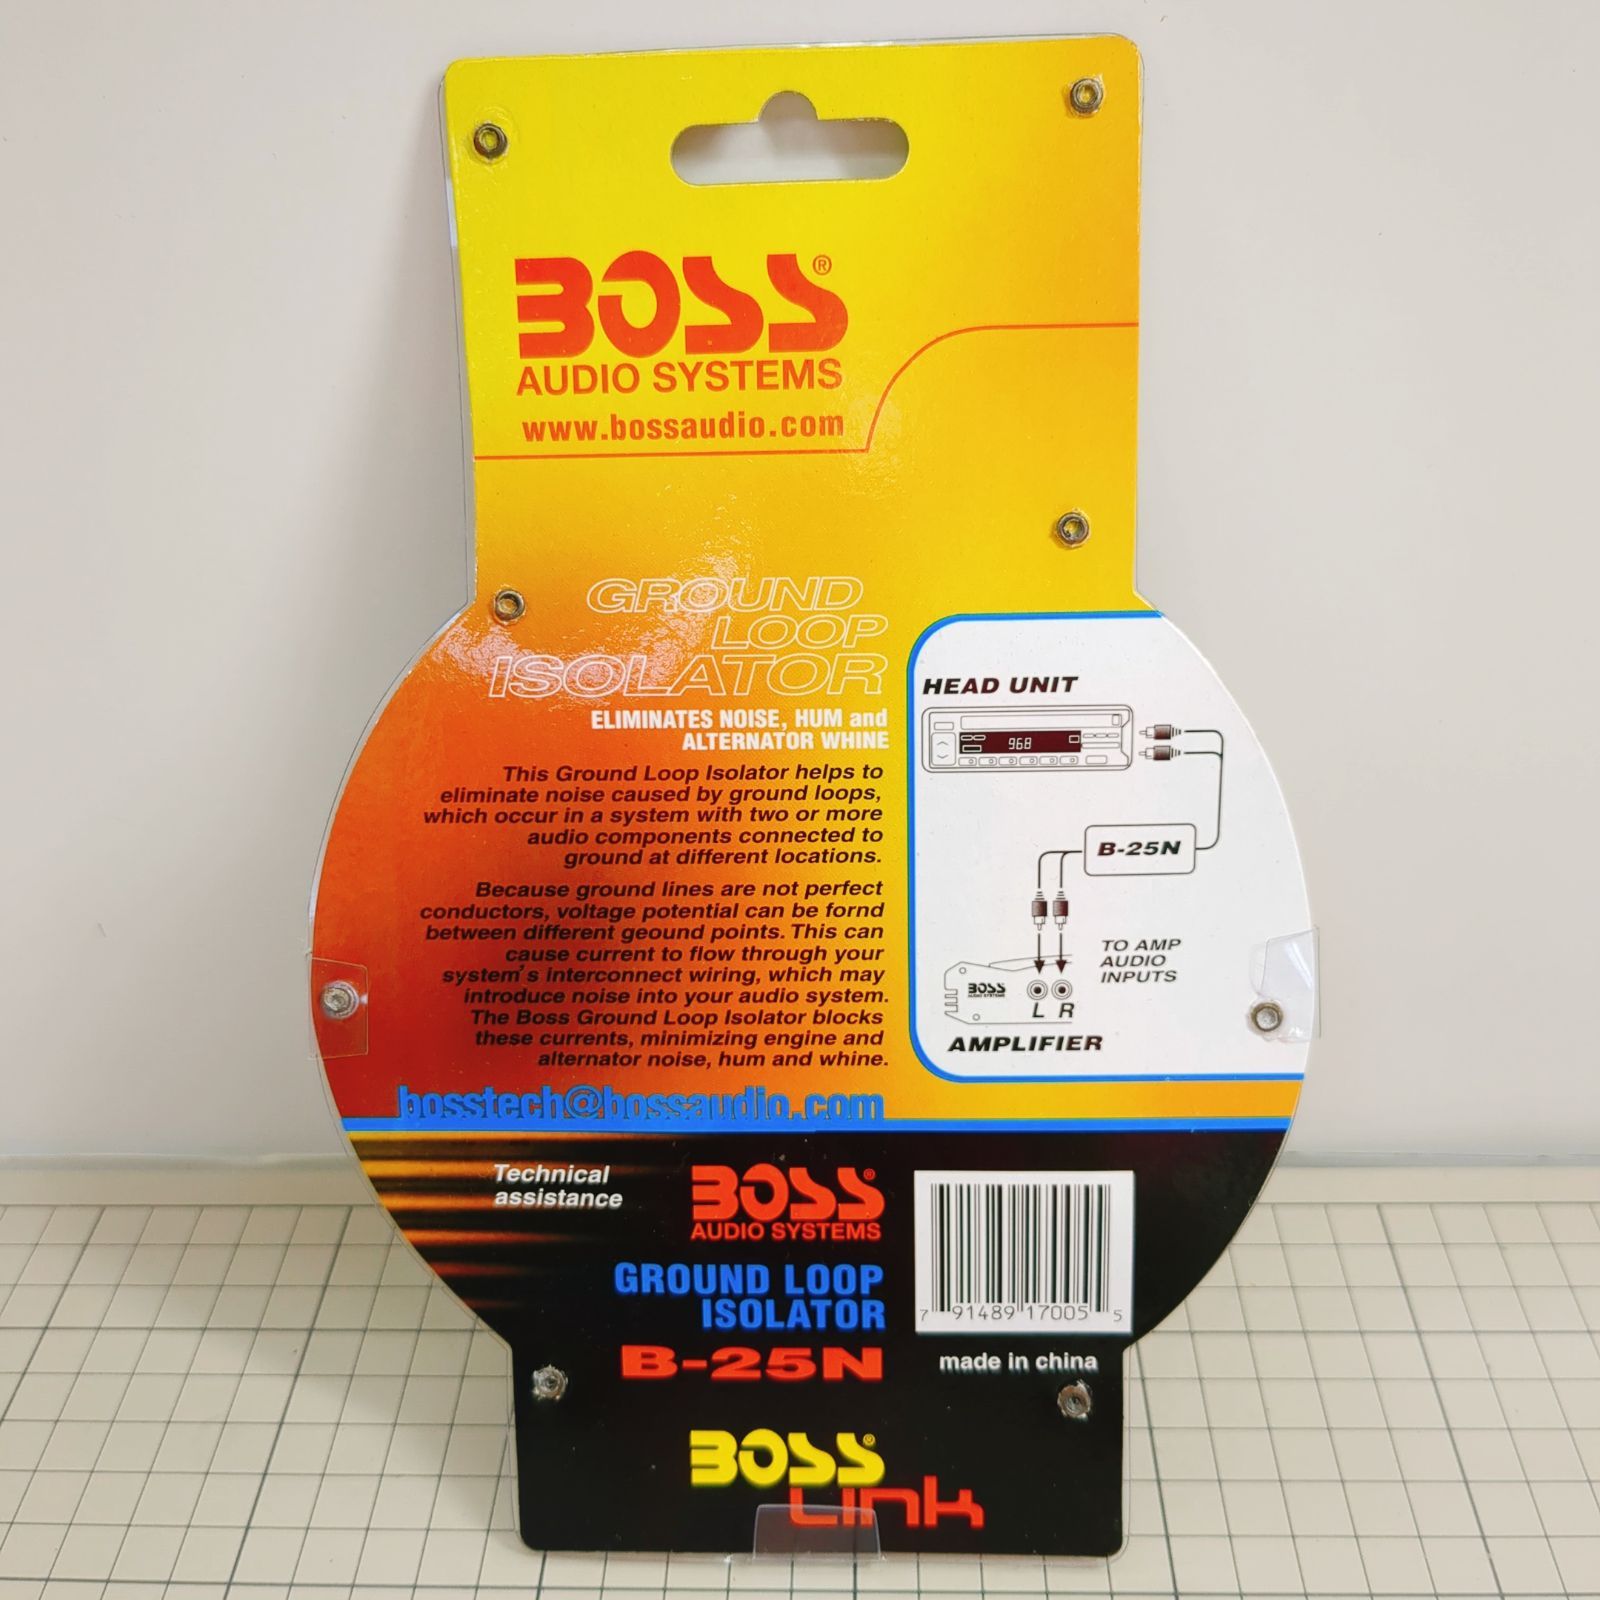 BOSS®
AUDIO SYSTEMS
www.bossaudio.com
GROUND
LOOP
ISOLATOR
ELIMINATES NOISE, HUM and
ALTERNATOR WHINE
This Ground Loop Isolator helps to
eliminate noise caused by ground loops,
which occur in a system with two or more
audio components connected to
ground at different locations.
Because ground lines are not perfect
conductors, voltage potential can be fornd
between different geound points. This can
cause current to flow through your
system's interconnect wiring, which may
introduce noise into your audio system.
The Boss Ground Loop Isolator blocks
these currents, minimizing engine and
alternator noise, hum and whine.
bosstech@bossaudio.com
HEAD UNIT
968
B-25N
TO AMP
AUDIO
INPUTS
BOSS
AUDIO SYSTEMS
L R
AMPLIFIER
Technical
assistance
BOSS®
AUDIO SYSTEMS
GROUND LOOP
ISOLATOR
B-25N
7 91489 17005 5
made in china
BOSS®
Link